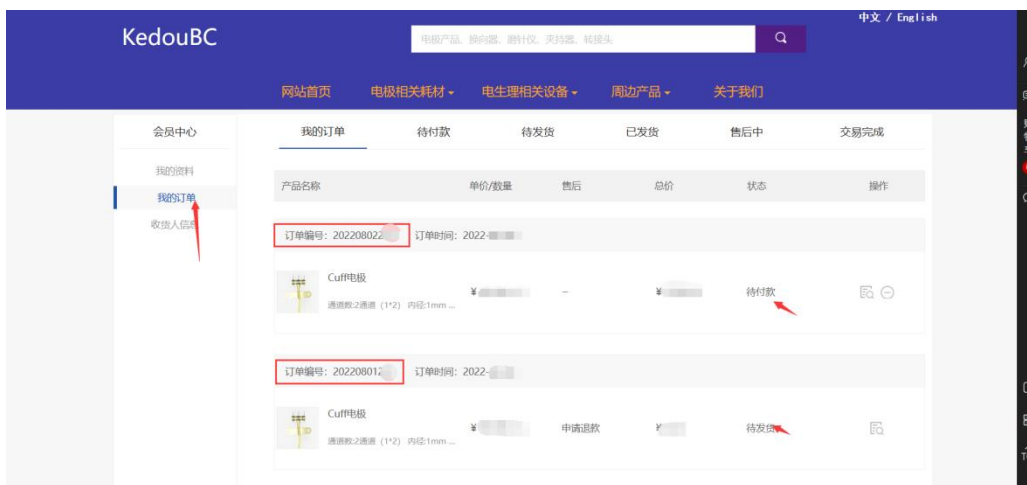 中文 / English
KedouBC
电极产品、换向器、磨针仪、夹持器、转接头
网站首页 电极相关耗材 电生理相关设备 周边产品 关于我们
会员中心 我的订单 待付款 待发货 已发货 售后中 交易完成
我的资料
产品名称 单价/数量 售后 总价 状态 操作
我的订单
收货人信息
订单编号：202208022 订单时间：2022-
Cuff电极
¥ – ¥ 待付款
通道数:2通道 (1*2) 内径:1mm ...
订单编号：202208012 订单时间：2022-
Cuff电极
¥ 申请退款 ¥ 待发货
通道数:2通道 (1*2) 内径:1mm ...